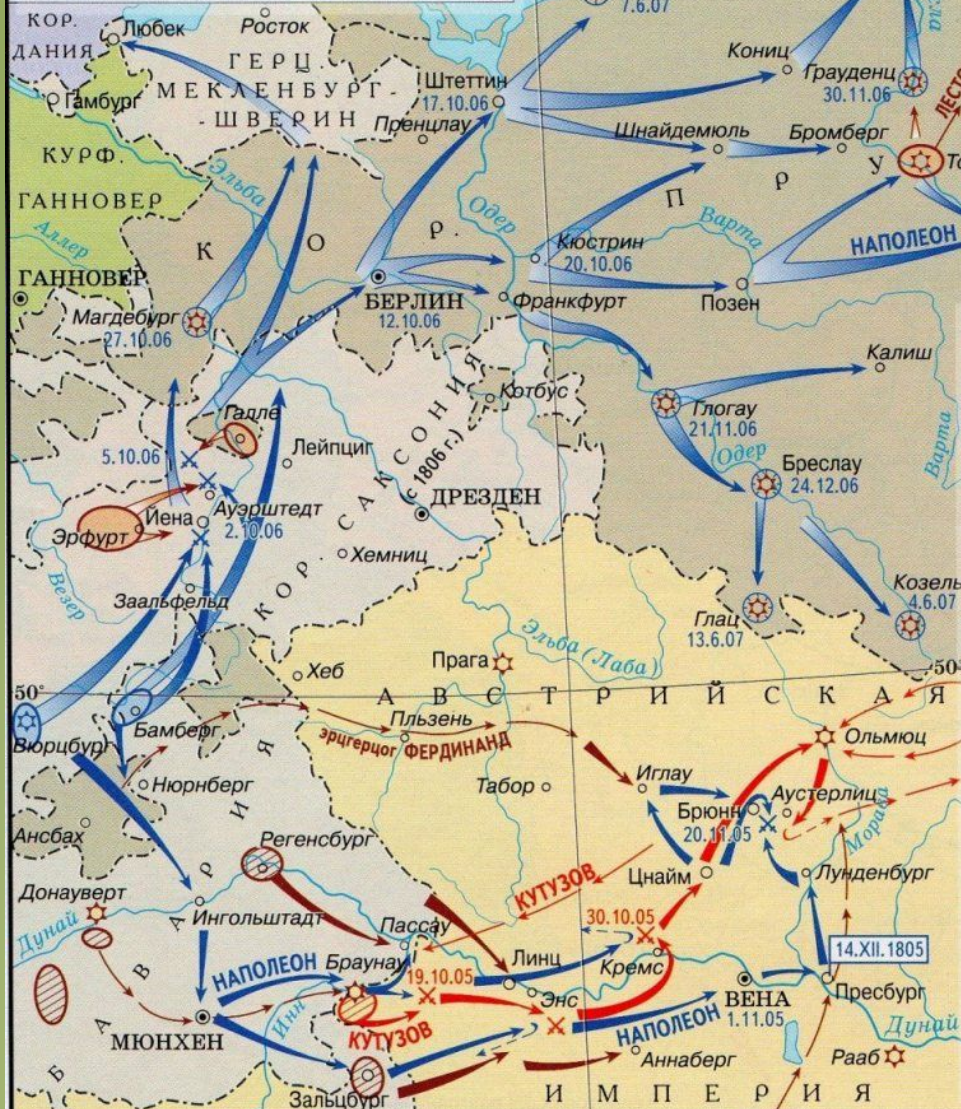 7.6.07
КОР.
ДАНИЯ
Любек
Росток
ГЕРЦ.
МЕКЛЕНБУРГ-
-ШВЕРИН
Гамбург
Штеттин
17.10.06
Пренцлау
Кониц
Грауденц
30.11.06
Шнайдемюль
Бромберг
КУРФ.
ГАННОВЕР
Аллер
Эльба
Одер
П Р У
Варта
К О Р.
ГАННОВЕР
Кюстрин
20.10.06
НАПОЛЕОН
БЕРЛИН
12.10.06
Франкфурт
Позен
Магдебург
27.10.06
Калиш
Котбус
Глогау
21.11.06
Галле
5.10.06
Лейпциг
Одер
Варта
Бреслау
24.12.06
КОР. САКСОНИЯ
(с 1806 г.)
ДРЕЗДЕН
Йена
Ауэрштедт
2.10.06
Эрфурт
Хемниц
Везер
Заальфельд
Козель
4.6.07
Глац
13.6.07
Эльба (Лаба)
Прага
Хеб
50°
50°
А В С Т Р И Й С К А Я
Бамберг
Пльзень
эрцгерцог ФЕРДИНАНД
Вюрцбург
Ольмюц
Нюрнберг
Табор
Иглау
Аустерлиц
Брюнн
20.11.05
Морава
Ансбах
Регенсбург
Цнайм
Лунденбург
КУТУЗОВ
Донауверт
Дунай
Ингольштадт
Пассау
30.10.05
14.XII.1805
НАПОЛЕОН
Браунау
19.10.05
Линц
Кремс
Энс
ВЕНА
1.11.05
Пресбург
Инн
КУТУЗОВ
НАПОЛЕОН
Дунай
МЮНХЕН
Аннаберг
Рааб
Зальцбург
Б А В А Р И Я
И М П Е Р И Я